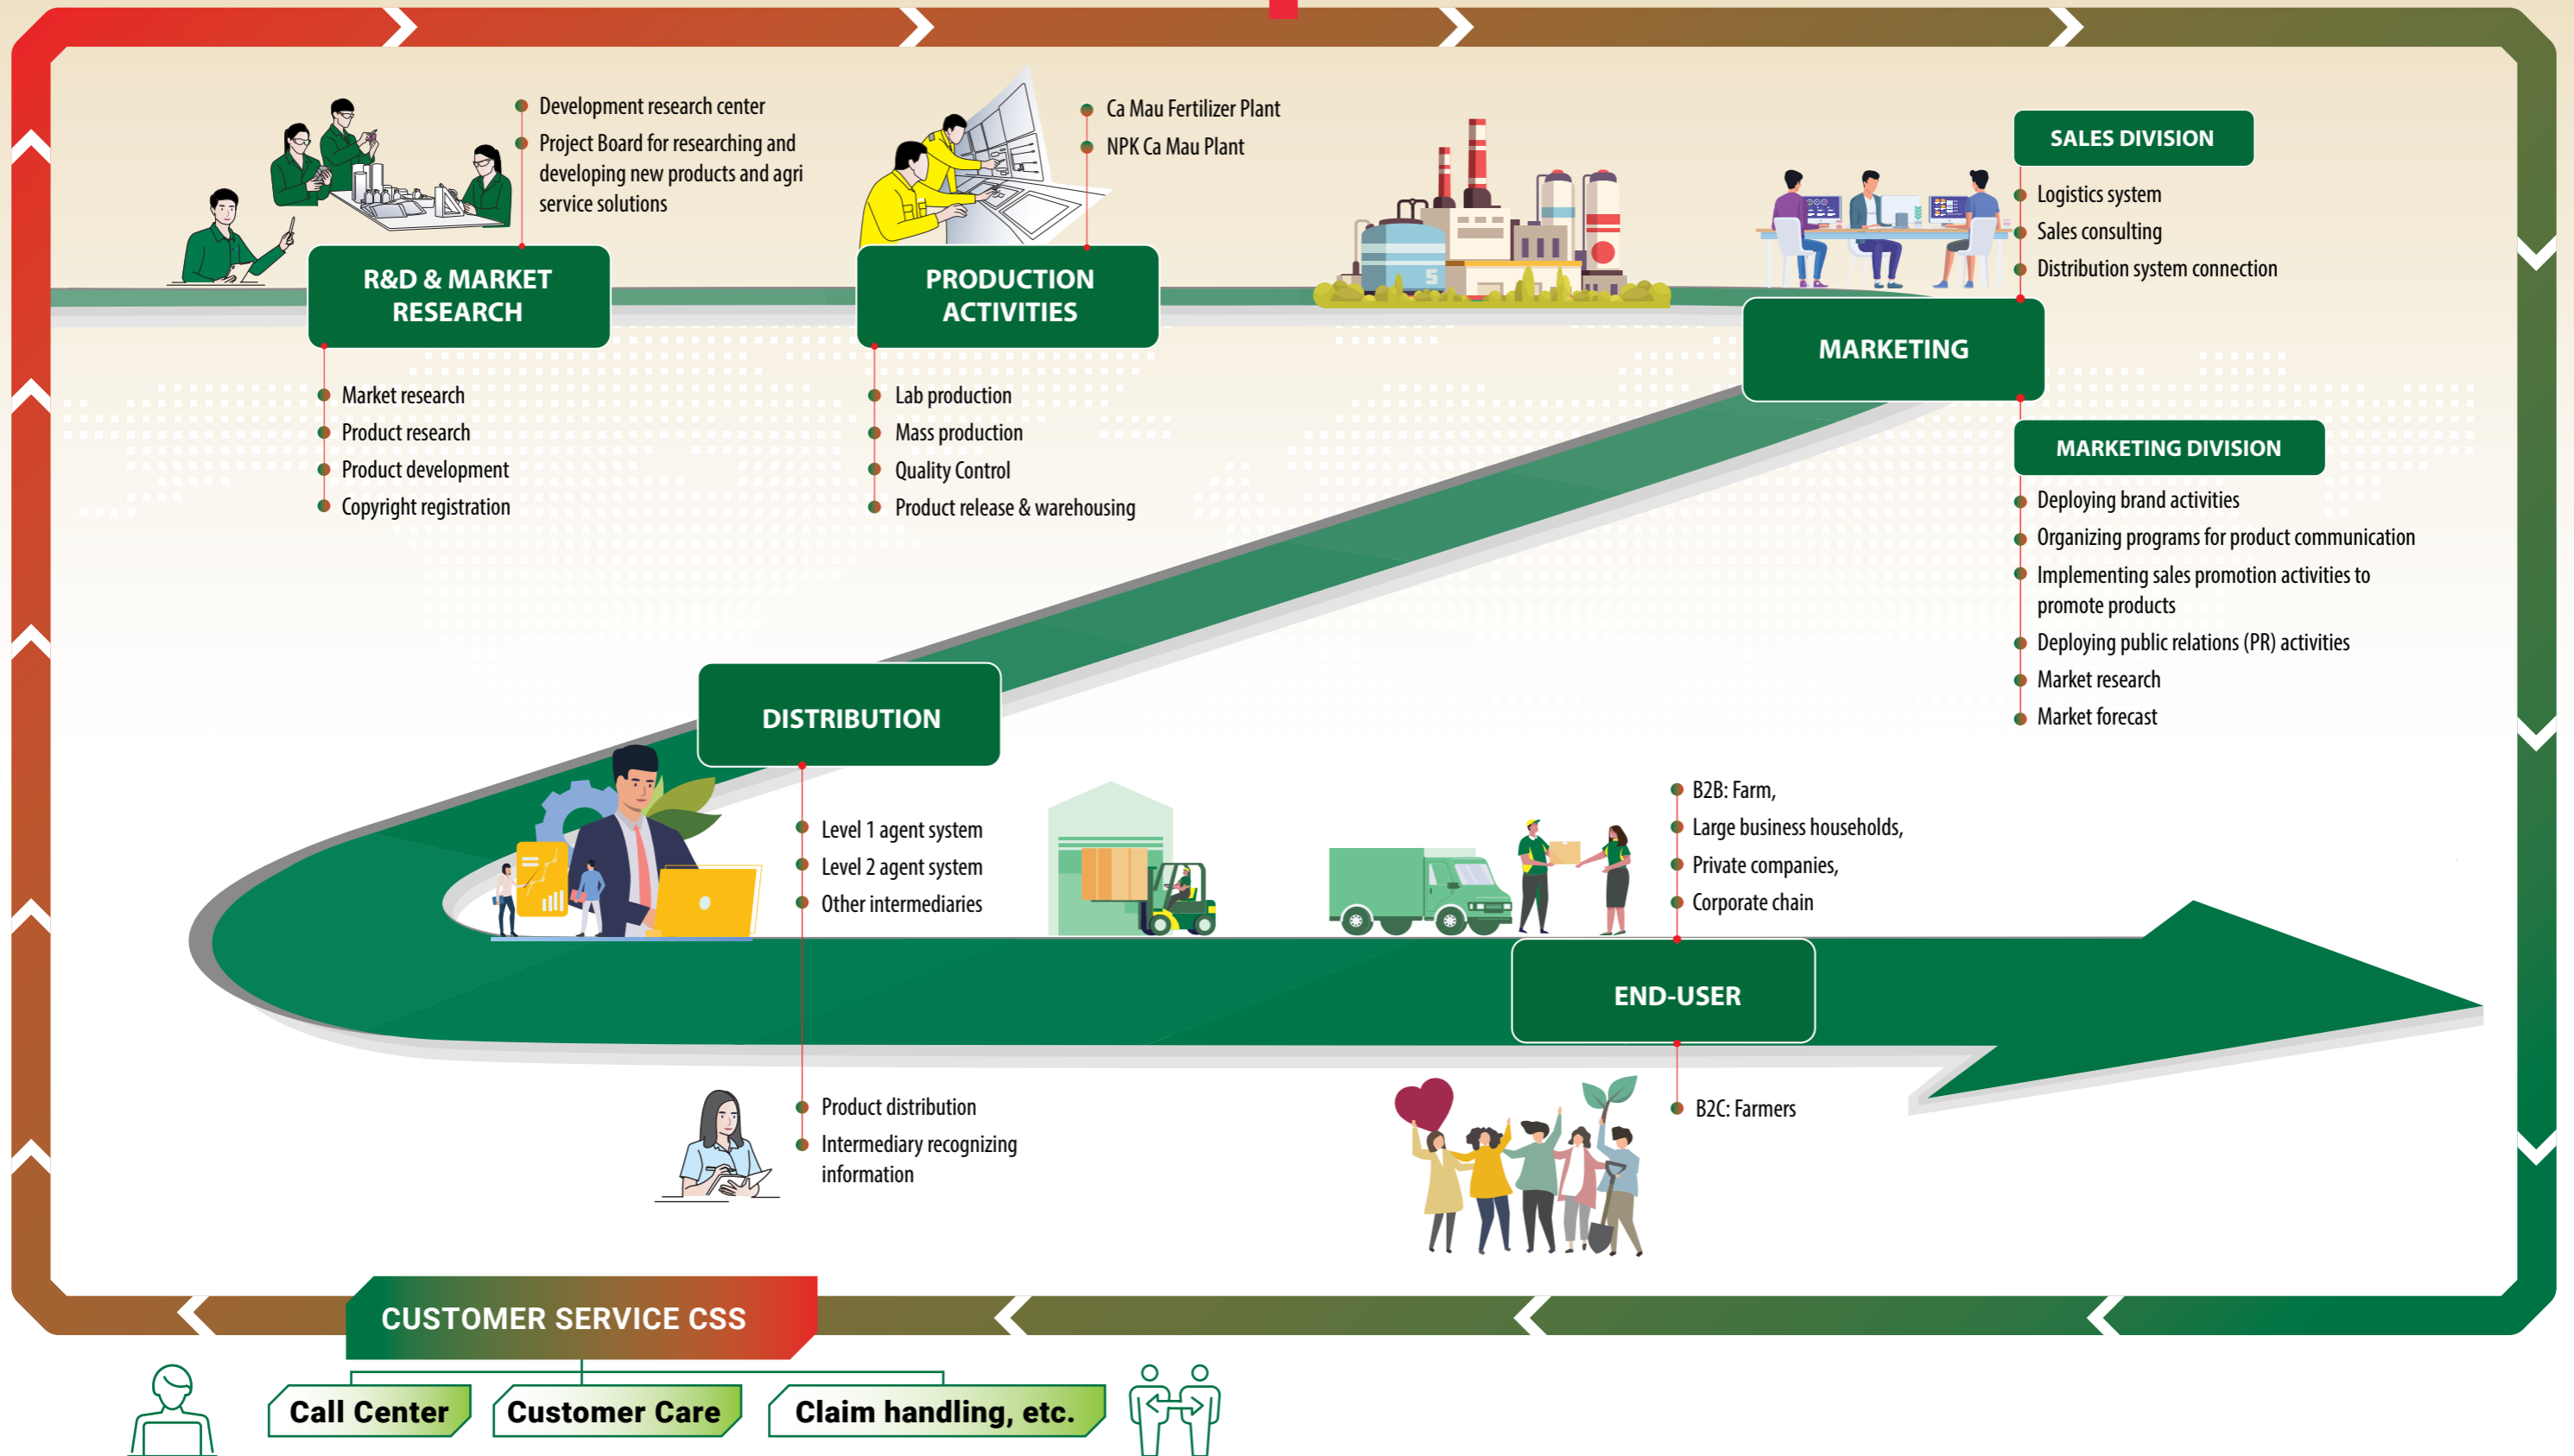 Development research center
Project Board for researching and
developing new products and agri
service solutions
R&D & MARKET
RESEARCH
Market research
Product research
Product development
Copyright registration
Ca Mau Fertilizer Plant
NPK Ca Mau Plant
PRODUCTION
ACTIVITIES
Lab production
Mass production
Quality Control
Product release & warehousing
5
SALES DIVISION
Logistics system
Sales consulting
Distribution system connection
MARKETING
MARKETING DIVISION
Deploying brand activities
Organizing programs for product communication
Implementing sales promotion activities to
promote products
Deploying public relations (PR) activities
Market research
Market forecast
DISTRIBUTION
Level 1 agent system
Level 2 agent system
Other intermediaries
Product distribution
Intermediary recognizing
information
B2B: Farm,
Large business households,
Private companies,
Corporate chain
END-USER
B2C: Farmers
CUSTOMER SERVICE CSS
Call Center
Customer Care
Claim handling, etc.